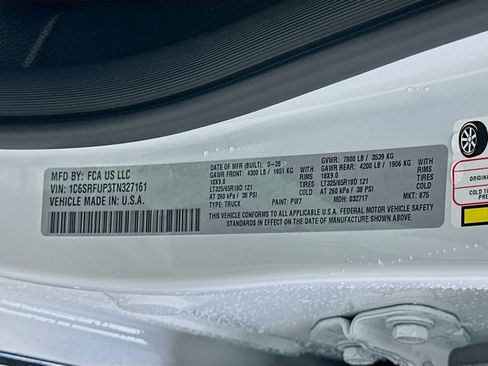 MFD BY: FCA US LLC
VIN: 1C6SRFUP3TN327161
VEHICLE MADE IN U.S.A.
DATE OF MFR (BUILT): 3-26
GAWR FRONT: 4300 LB / 1951 KG WITH
18X9.0 RIMS
LT325/65R18D 121 TIRES
AT 260 kPa / 38 PSI COLD
TYPE: TRUCK PAINT: PW7
GVWR: 7800 LB / 3539 KG
GAWR REAR: 4200 LB / 1906 KG WITH
18X9.0 RIMS
LT325/65R18D 121 TIRES
AT 260 kPa / 38 PSI COLD
MDH: 032717 MKT: 875
THIS VEHICLE CONFORMS TO ALL APPLICABLE U.S.A. FEDERAL MOTOR VEHICLE SAFETY
STANDARDS IN EFFECT ON THE DATE OF MANUFACTURE SHOWN ABOVE.
ORIGINAL
COLD T
PRE